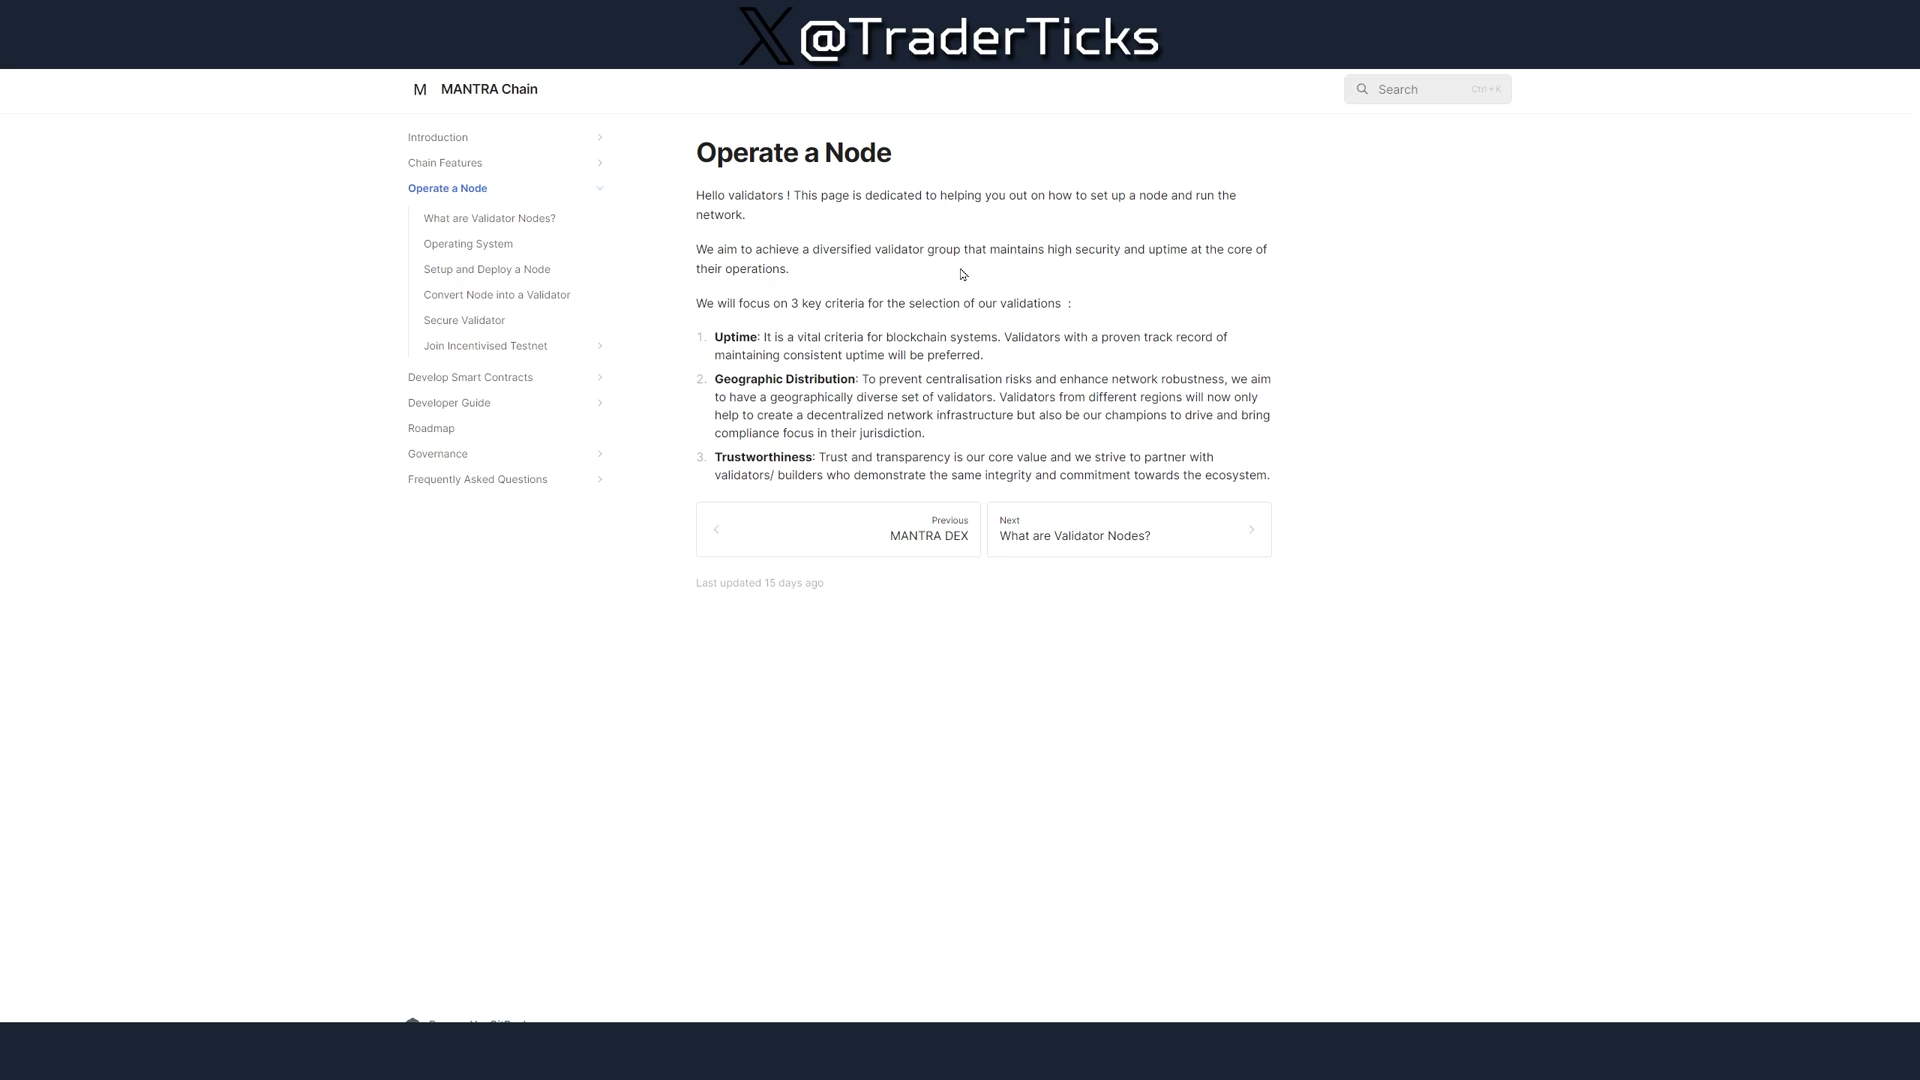 X @TraderTicks
M MANTRA Chain
Search Ctrl + K
Introduction
Chain Features
Operate a Node
What are Validator Nodes?
Operating System
Setup and Deploy a Node
Convert Node into a Validator
Secure Validator
Join Incentivised Testnet
Develop Smart Contracts
Developer Guide
Roadmap
Governance
Frequently Asked Questions
Operate a Node
Hello validators ! This page is dedicated to helping you out on how to set up a node and run the
network.
We aim to achieve a diversified validator group that maintains high security and uptime at the core of
their operations.
We will focus on 3 key criteria for the selection of our validations :
1. Uptime: It is a vital criteria for blockchain systems. Validators with a proven track record of
maintaining consistent uptime will be preferred.
2. Geographic Distribution: To prevent centralisation risks and enhance network robustness, we aim
to have a geographically diverse set of validators. Validators from different regions will now only
help to create a decentralized network infrastructure but also be our champions to drive and bring
compliance focus in their jurisdiction.
3. Trustworthiness: Trust and transparency is our core value and we strive to partner with
validators/ builders who demonstrate the same integrity and commitment towards the ecosystem.
Previous
MANTRA DEX
Next
What are Validator Nodes?
Last updated 15 days ago